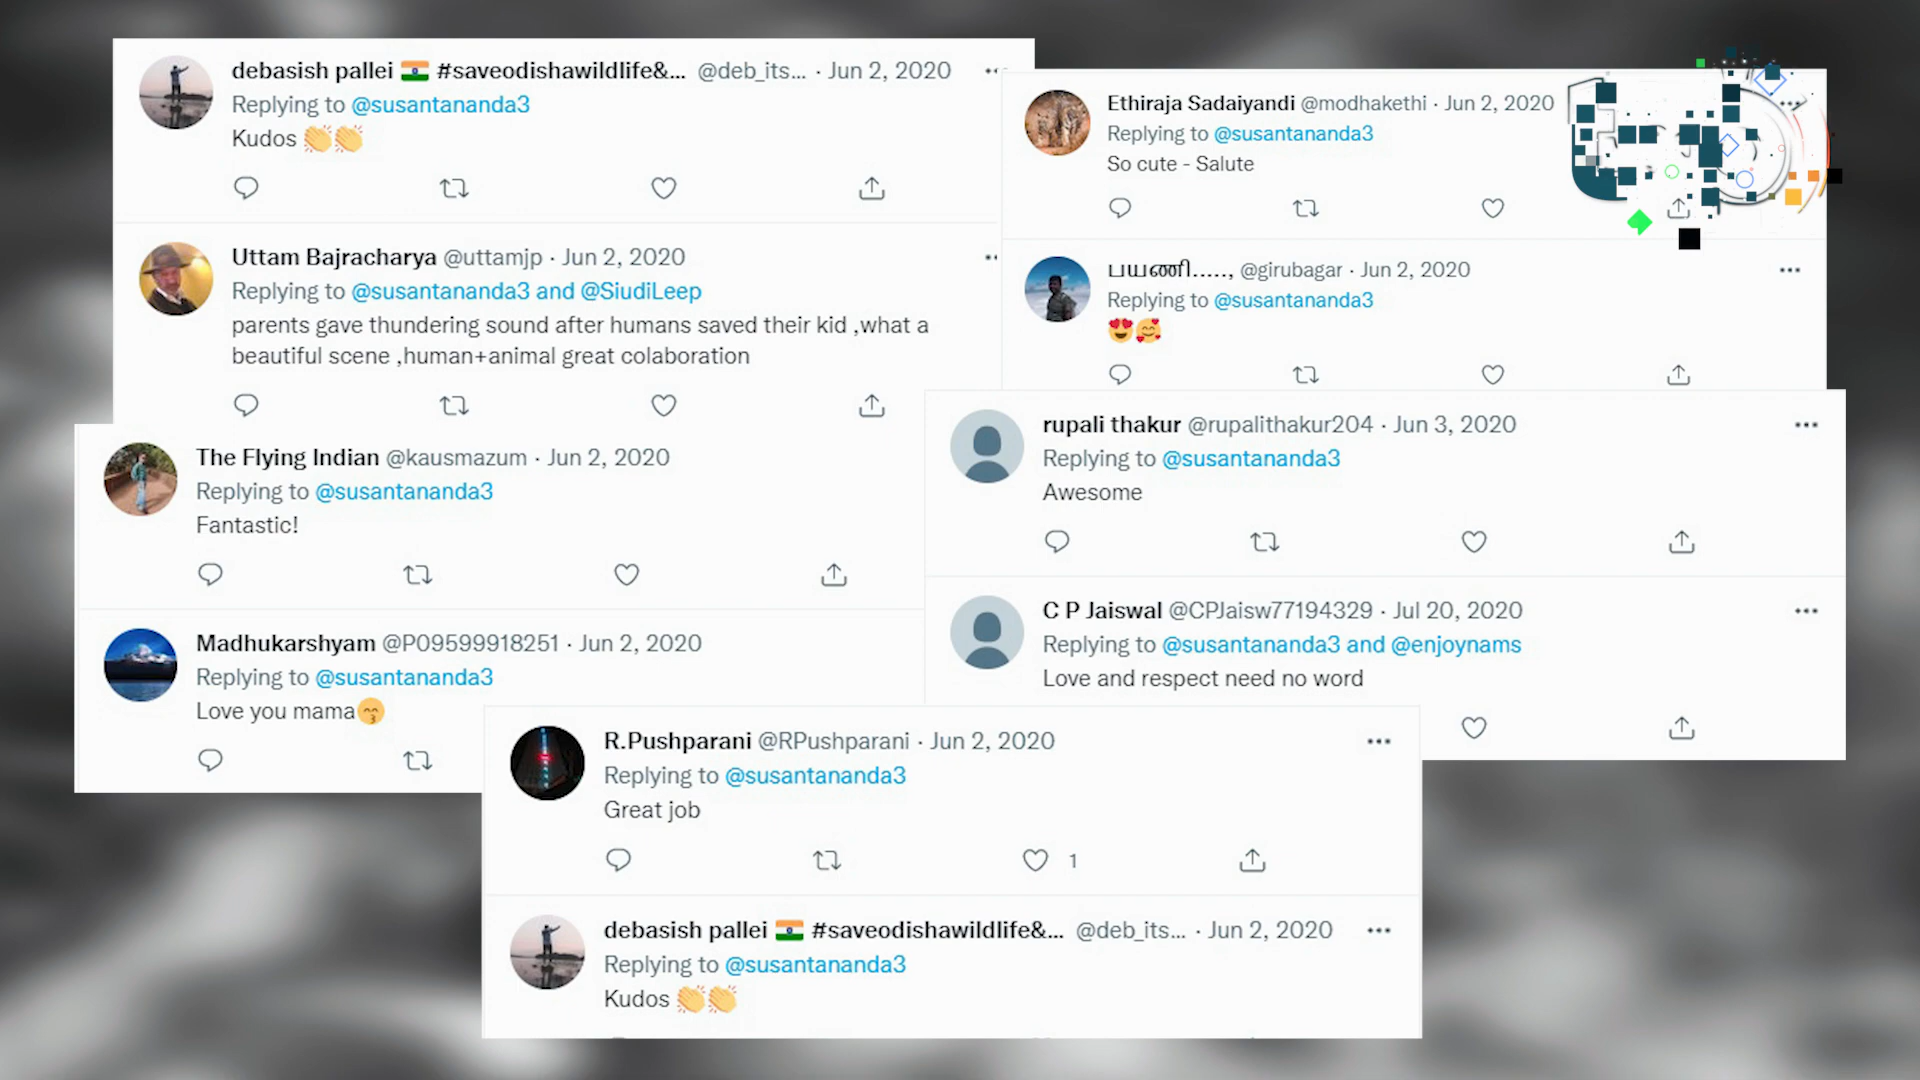 debasish pallei 🇮🇳 #saveodishawildlife&... @deb_its... · Jun 2, 2020
Replying to @susantananda3
Kudos 👏👏
Uttam Bajracharya @uttamjp · Jun 2, 2020
Replying to @susantananda3 and @SiudiLeep
parents gave thundering sound after humans saved their kid ,what a
beautiful scene ,human+animal great colaboration
The Flying Indian @kausmazum · Jun 2, 2020
Replying to @susantananda3
Fantastic!
Madhukarshyam @P09599918251 · Jun 2, 2020
Replying to @susantananda3
Love you mama😙
Ethiraja Sadaiyandi @modhakethi · Jun 2, 2020
Replying to @susantananda3
So cute - Salute
பயணி....., @girubagar · Jun 2, 2020
Replying to @susantananda3
😍🥰
rupali thakur @rupalithakur204 · Jun 3, 2020
Replying to @susantananda3
Awesome
C P Jaiswal @CPJaisw77194329 · Jul 20, 2020
Replying to @susantananda3 and @enjoynams
Love and respect need no word
R.Pushparani @RPushparani · Jun 2, 2020
Replying to @susantananda3
Great job
1
debasish pallei 🇮🇳 #saveodishawildlife&... @deb_its... · Jun 2, 2020
Replying to @susantananda3
Kudos 👏👏